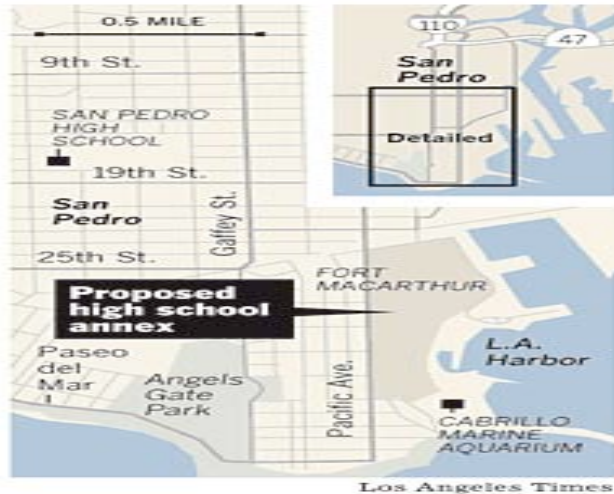 0.5 MILE
9th St.
SAN PEDRO
HIGH
SCHOOL
19th St.
San
Pedro
Gaffey St.
25th St.
Proposed
high school
annex
Paseo
del
Mar
Angels
Gate
Park
Pacific Ave.
FORT
MACARTHUR
L.A.
Harbor
CABRILLO
MARINE
AQUARIUM
110
47
San
Pedro
Detailed
Los Angeles Times